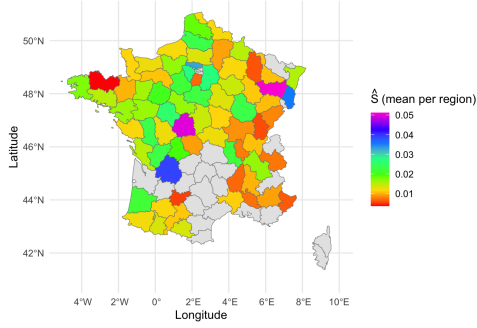 50°N
48°N
46°N
44°N
42°N
Latitude
4°W 2°W 0° 2°E 4°E 6°E 8°E 10°E
Longitude
Ŝ (mean per region)
0.05
0.04
0.03
0.02
0.01